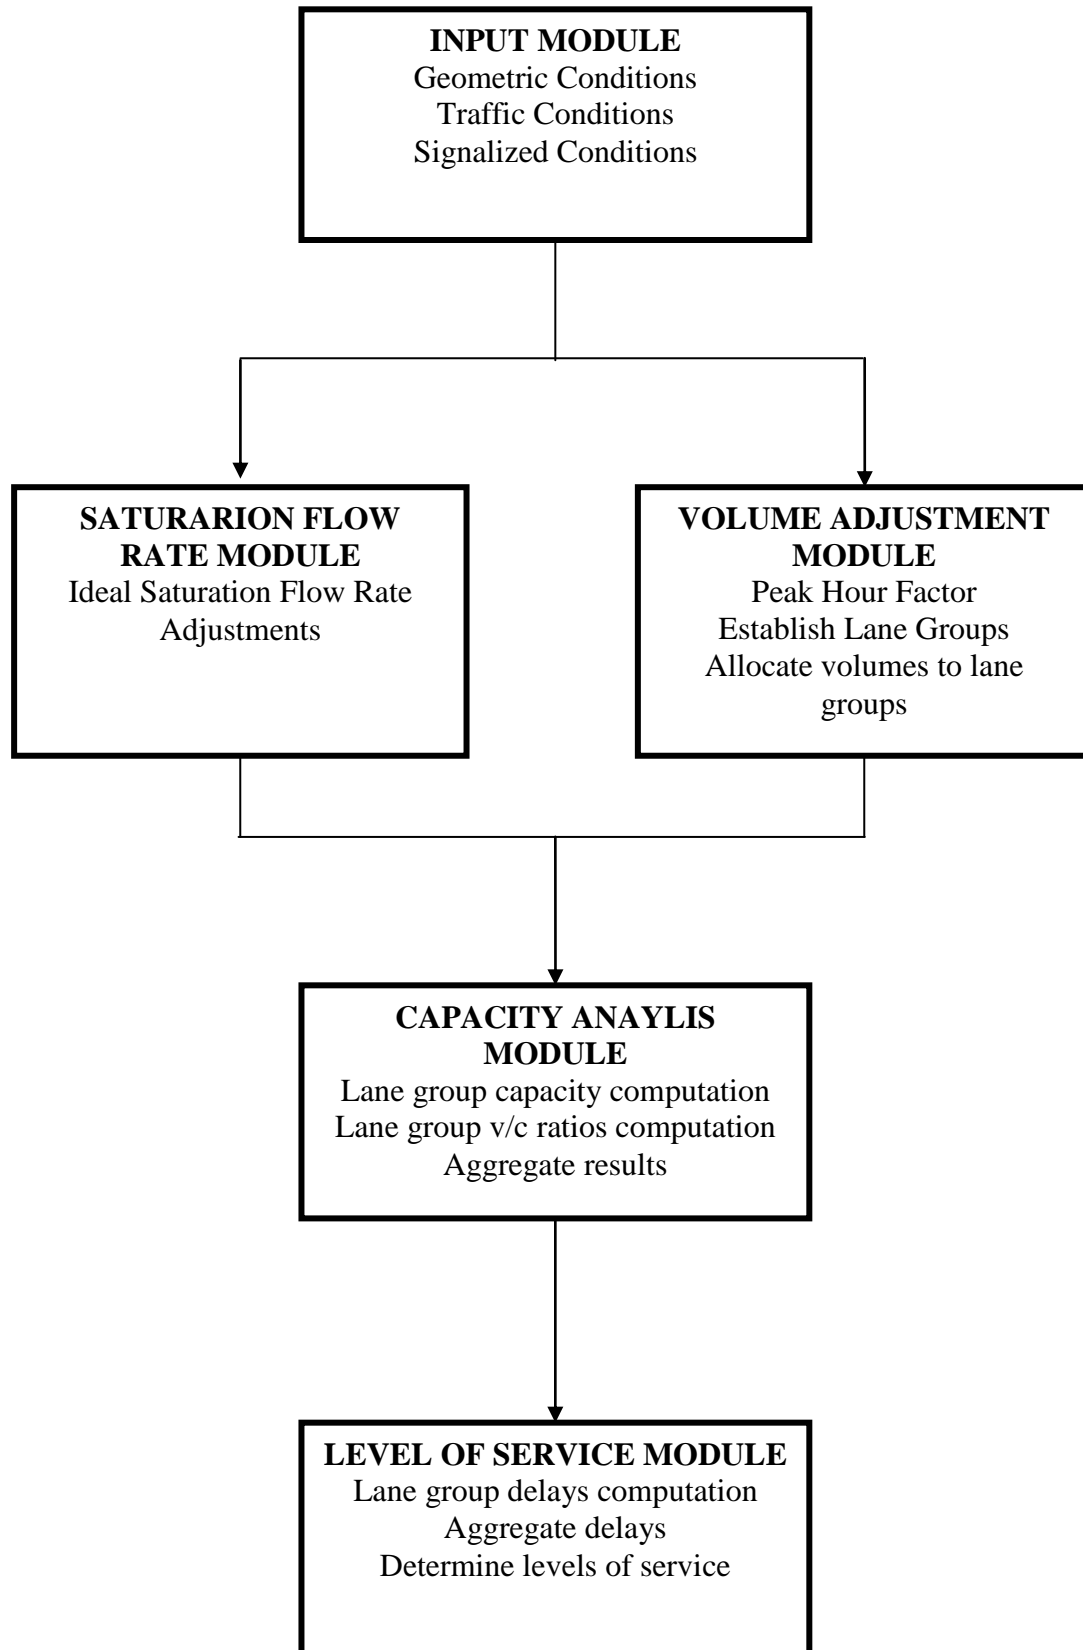 INPUT MODULE
Geometric Conditions
Traffic Conditions
Signalized Conditions
SATURARION FLOW
RATE MODULE
Ideal Saturation Flow Rate
Adjustments
VOLUME ADJUSTMENT
MODULE
Peak Hour Factor
Establish Lane Groups
Allocate volumes to lane
groups
CAPACITY ANAYLIS
MODULE
Lane group capacity computation
Lane group v/c ratios computation
Aggregate results
LEVEL OF SERVICE MODULE
Lane group delays computation
Aggregate delays
Determine levels of service